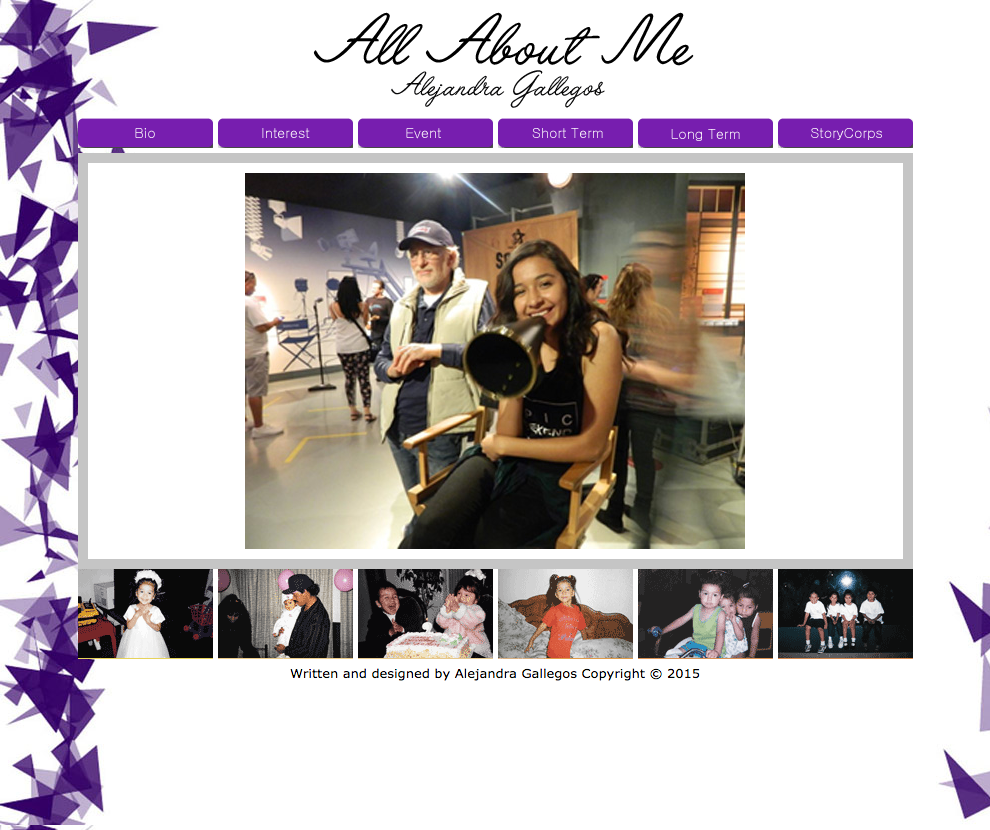 All About Me
Alejandra Gallegos
Bio
Interest
Event
Short Term
Long Term
StoryCorps
Written and designed by Alejandra Gallegos Copyright © 2015